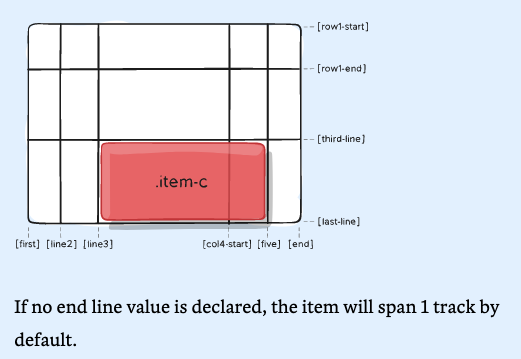 [row1-start]
[row1-end]
[third-line]
.item-c
[last-line]
[first] [line2] [line3] [col4-start] [five] [end]
If no end line value is declared, the item will span 1 track by
default.